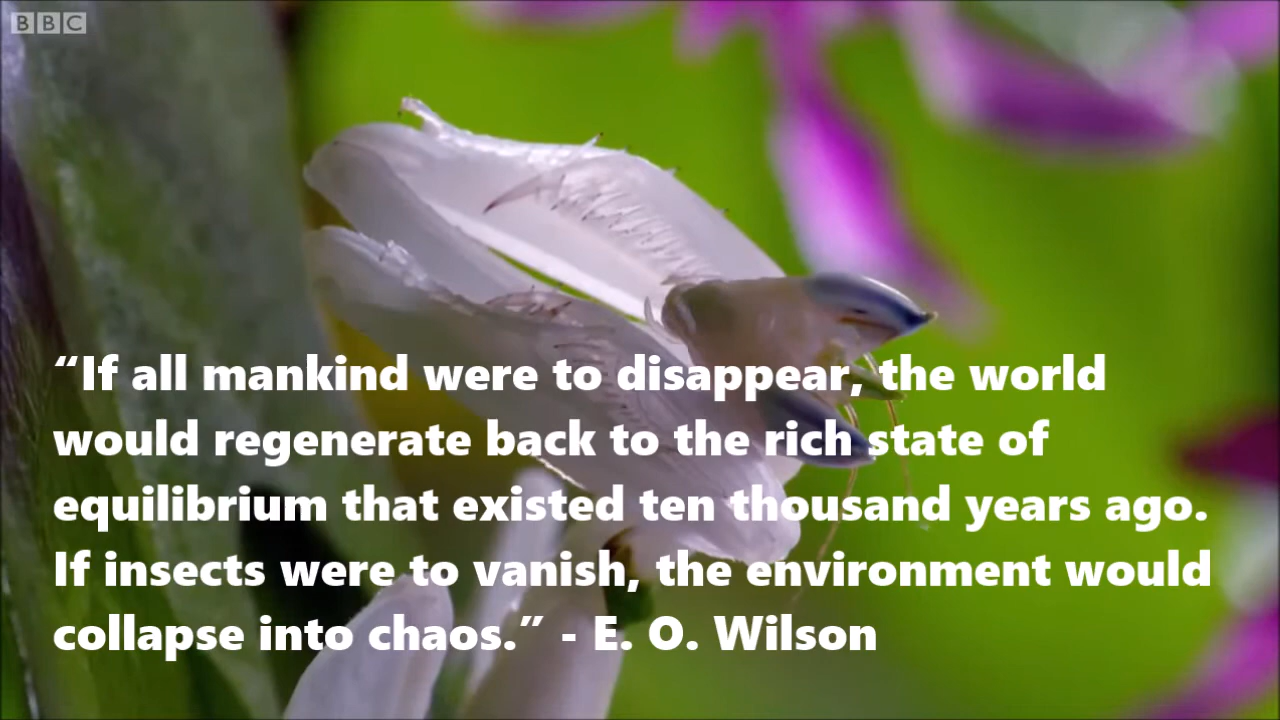 BBC
“If all mankind were to disappear, the world
would regenerate back to the rich state of
equilibrium that existed ten thousand years ago.
If insects were to vanish, the environment would
collapse into chaos.” - E. O. Wilson